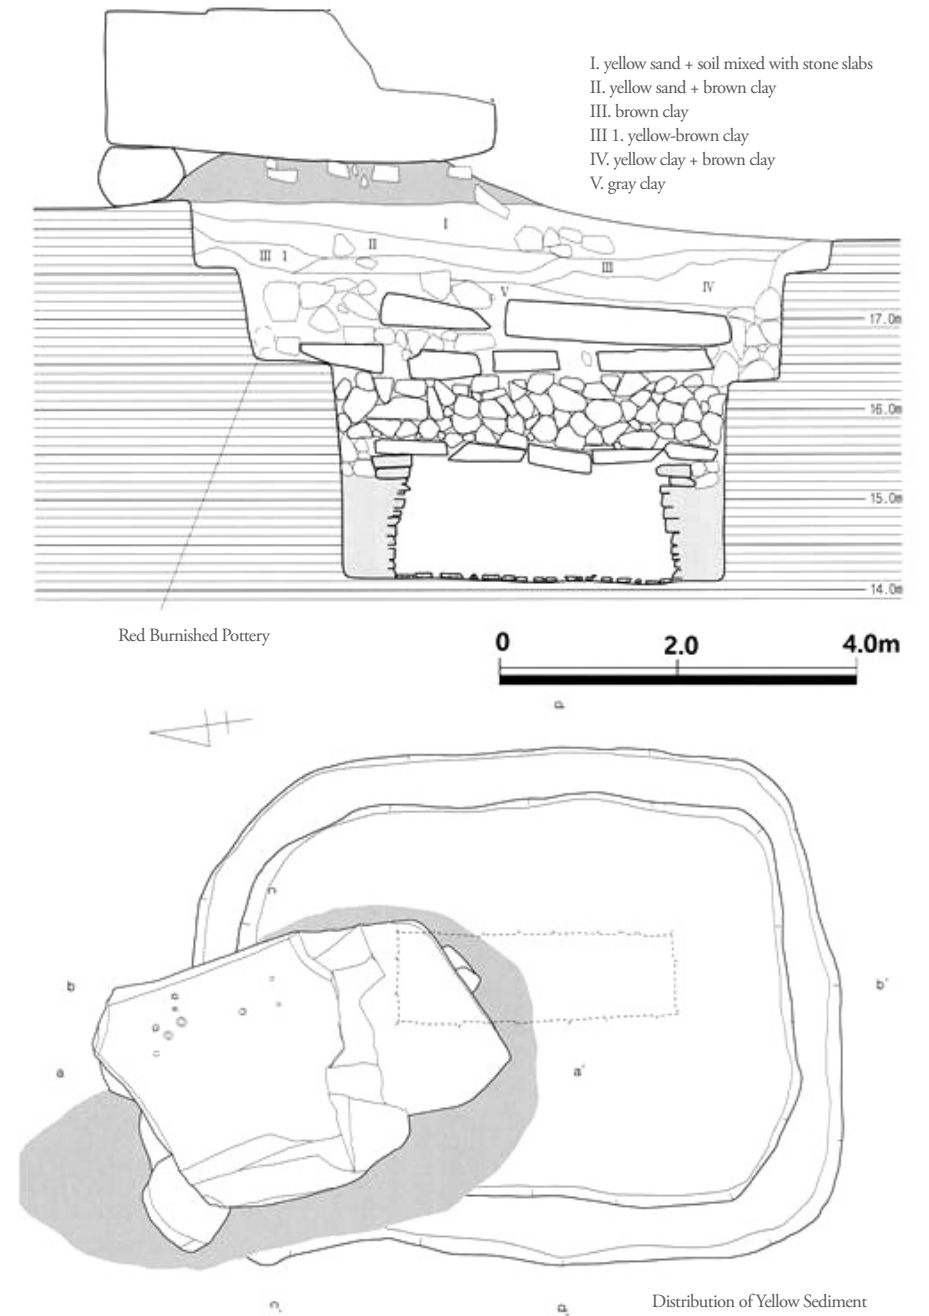 I. yellow sand + soil mixed with stone slabs
II. yellow sand + brown clay
III. brown clay
III 1. yellow-brown clay
IV. yellow clay + brown clay
V. gray clay
I
II
III 1
III
IV
V
17.0m
16.0m
15.0m
14.0m
Red Burnished Pottery
0 2.0 4.0m
d
c
b b'
a a'
c' d'
Distribution of Yellow Sediment